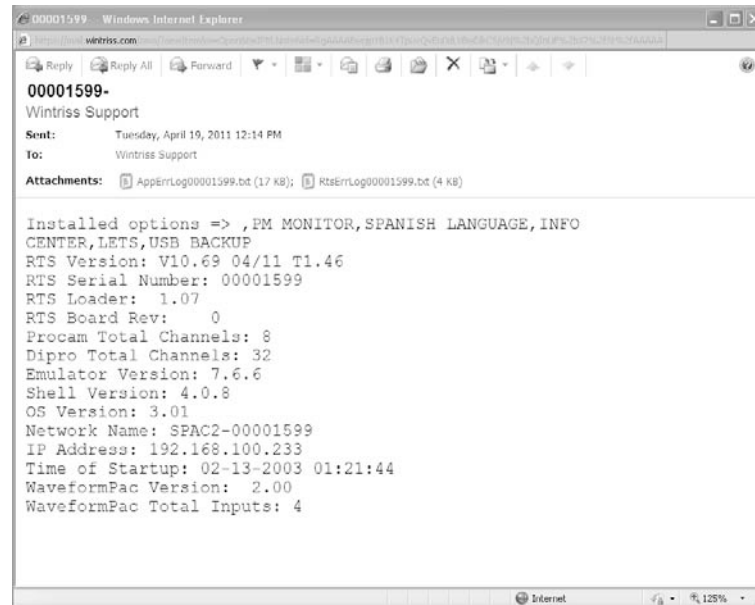 00001599 - Windows Internet Explorer
wintriss.com
Reply Reply All Forward
00001599-
Wintriss Support
Sent: Tuesday, April 19, 2011 12:14 PM
To: Wintriss Support
Attachments: AppErrLog00001599.txt (17 KB); RtsErrLog00001599.txt (4 KB)
Installed options => ,PM MONITOR,SPANISH LANGUAGE,INFO
CENTER,LETS,USB BACKUP
RTS Version: V10.69 04/11 T1.46
RTS Serial Number: 00001599
RTS Loader: 1.07
RTS Board Rev: 0
Procam Total Channels: 8
Dipro Total Channels: 32
Emulator Version: 7.6.6
Shell Version: 4.0.8
OS Version: 3.01
Network Name: SPAC2-00001599
IP Address: 192.168.100.233
Time of Startup: 02-13-2003 01:21:44
WaveformPac Version: 2.00
WaveformPac Total Inputs: 4
Internet 125%